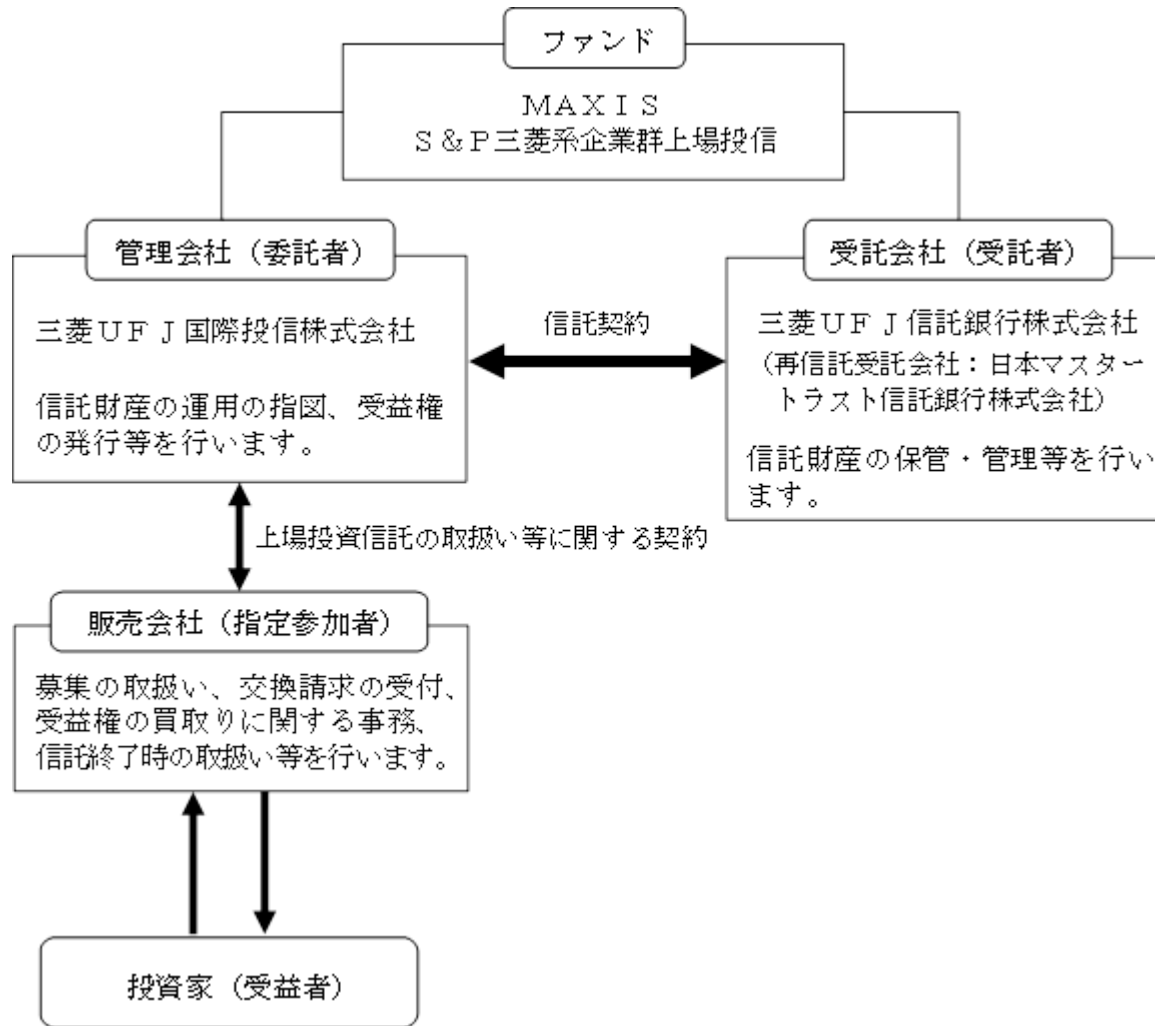 ファンド
ＭＡＸＩＳ
Ｓ＆Ｐ三菱系企業群上場投信
管理会社（委託者）
三菱ＵＦＪ国際投信株式会社
信託財産の運用の指図、受益権
の発行等を行います。
信託契約
受託会社（受託者）
三菱ＵＦＪ信託銀行株式会社
（再信託受託会社：日本マスター
トラスト信託銀行株式会社）
信託財産の保管・管理等を行い
ます。
上場投資信託の取扱い等に関する契約
販売会社（指定参加者）
募集の取扱い、交換請求の受付、
受益権の買取りに関する事務、
信託終了時の取扱い等を行います。
投資家（受益者）